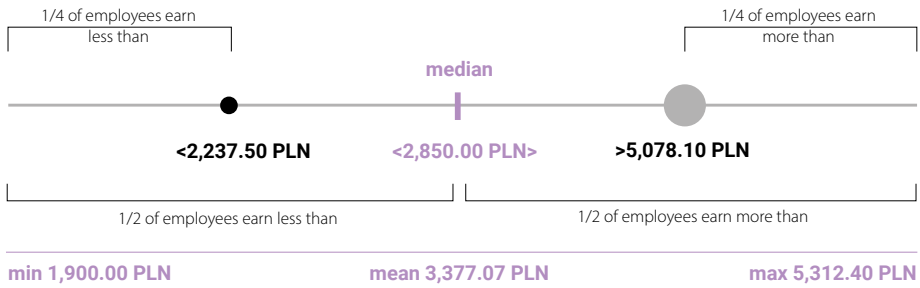 1/4 of employees earn
less than
1/4 of employees earn
more than
median
<2,237.50 PLN
<2,850.00 PLN>
>5,078.10 PLN
1/2 of employees earn less than
1/2 of employees earn more than
min 1,900.00 PLN
mean 3,377.07 PLN
max 5,312.40 PLN